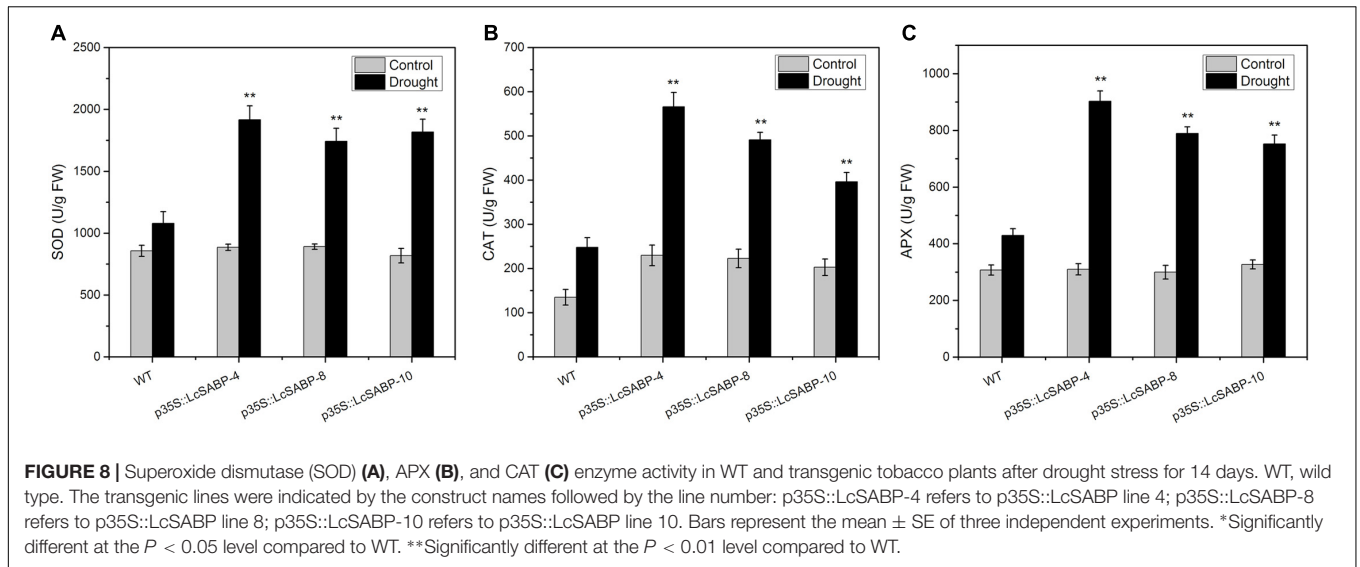 A
2500
2000
1500
1000
500
0
SOD (U/g FW)
Control
Drought
**
**
**
WT
p35S::LcSABP-4
p35S::LcSABP-8
p35S::LcSABP-10
B
700
600
500
400
300
200
100
0
CAT (U/g FW)
Control
Drought
**
**
**
WT
p35S::LcSABP-4
p35S::LcSABP-8
p35S::LcSABP-10
C
1000
800
600
400
200
0
APX (U/g FW)
Control
Drought
**
**
**
WT
p35S::LcSABP-4
p35S::LcSABP-8
p35S::LcSABP-10
FIGURE 8 | Superoxide dismutase (SOD) (A), APX (B), and CAT (C) enzyme activity in WT and transgenic tobacco plants after drought stress for 14 days. WT, wild
type. The transgenic lines were indicated by the construct names followed by the line number: p35S::LcSABP-4 refers to p35S::LcSABP line 4; p35S::LcSABP-8
refers to p35S::LcSABP line 8; p35S::LcSABP-10 refers to p35S::LcSABP line 10. Bars represent the mean ± SE of three independent experiments. *Significantly
different at the P < 0.05 level compared to WT. **Significantly different at the P < 0.01 level compared to WT.